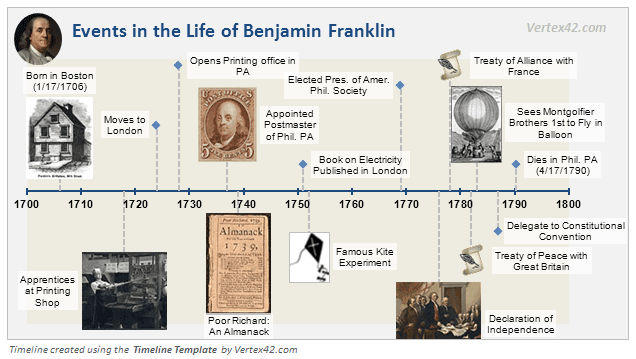 Events in the Life of Benjamin Franklin
Vertex42.com
Born in Boston
(1/17/1706)
Moves to
London
Opens Printing office in
PA
Appointed
Postmaster
of Phil. PA
Elected Pres. of Amer.
Phil. Society
Book on Electricity
Published in London
Treaty of Alliance with
France
Sees Montgolfier
Brothers 1st to Fly in
Balloon
Dies in Phil. PA
(4/17/1790)
1700 1710 1720 1730 1740 1750 1760 1770 1780 1790 1800
Apprentices
at Printing
Shop
Almanack
1739
Poor Richard:
An Almanack
Famous Kite
Experiment
Delegate to Constitutional
Convention
Treaty of Peace with
Great Britain
Declaration of
Independence
Timeline created using the Timeline Template by Vertex42.com